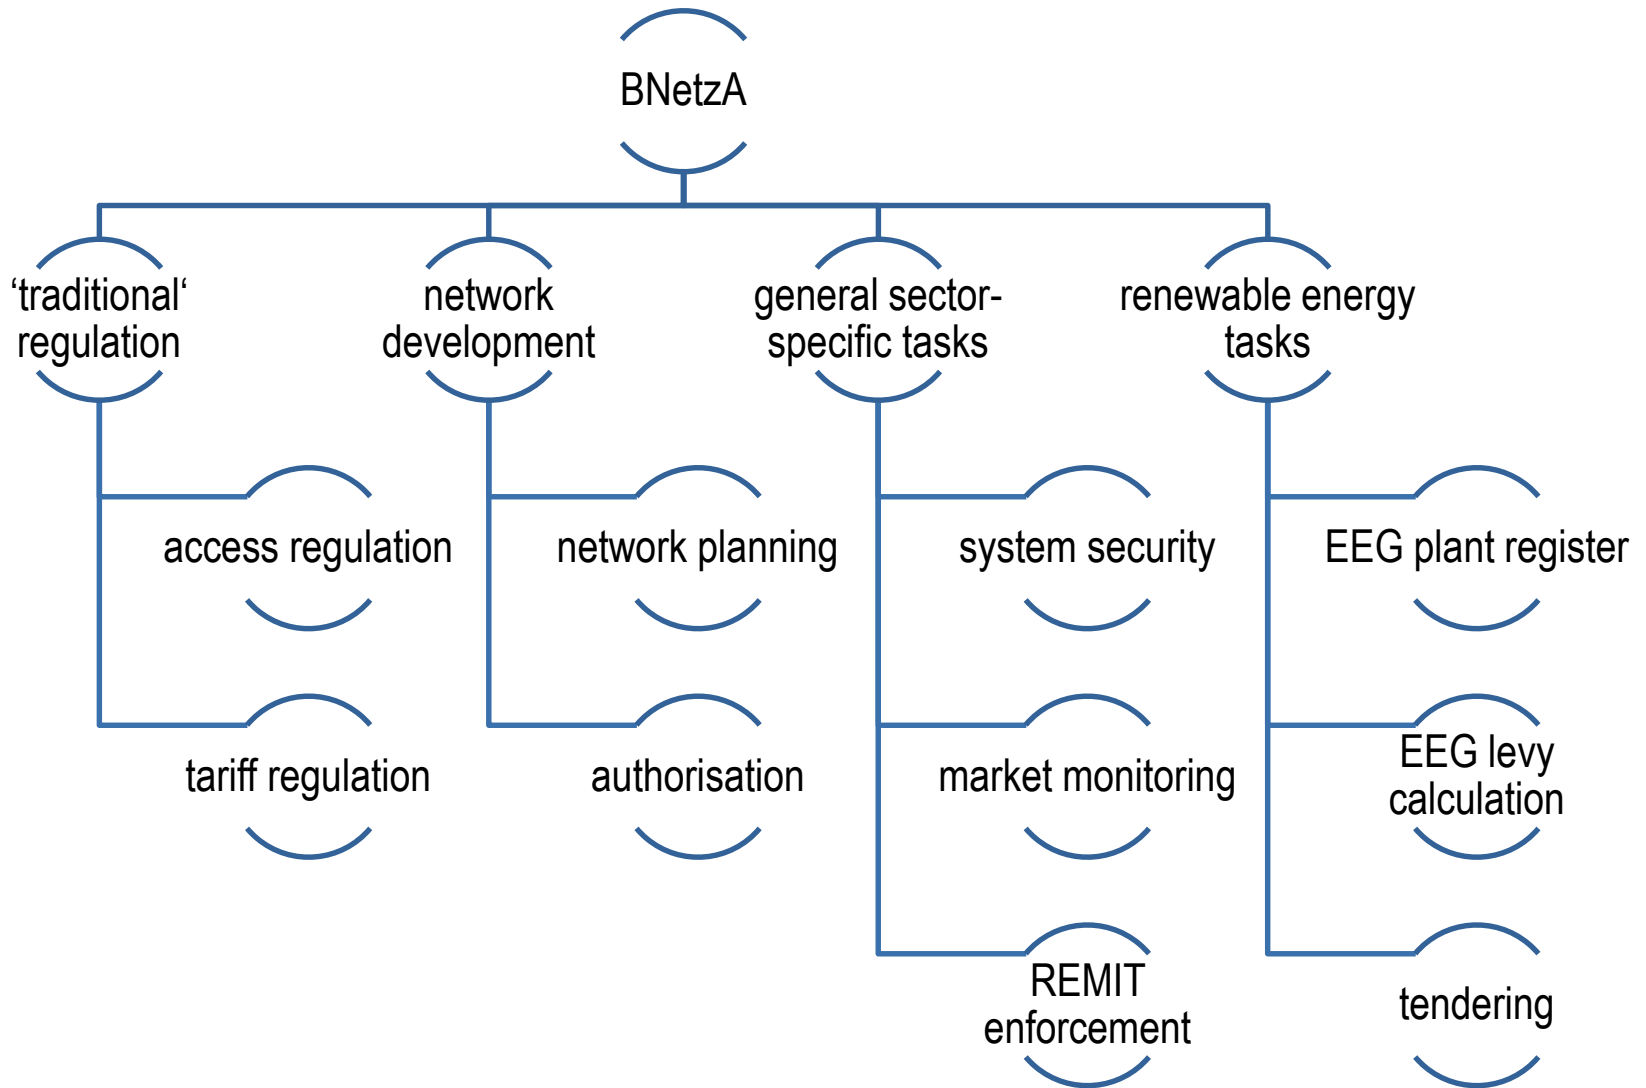 BNetzA
‘traditional‘
regulation
network
development
general sector-
specific tasks
renewable energy
tasks
access regulation
network planning
system security
EEG plant register
tariff regulation
authorisation
market monitoring
EEG levy
calculation
REMIT
enforcement
tendering